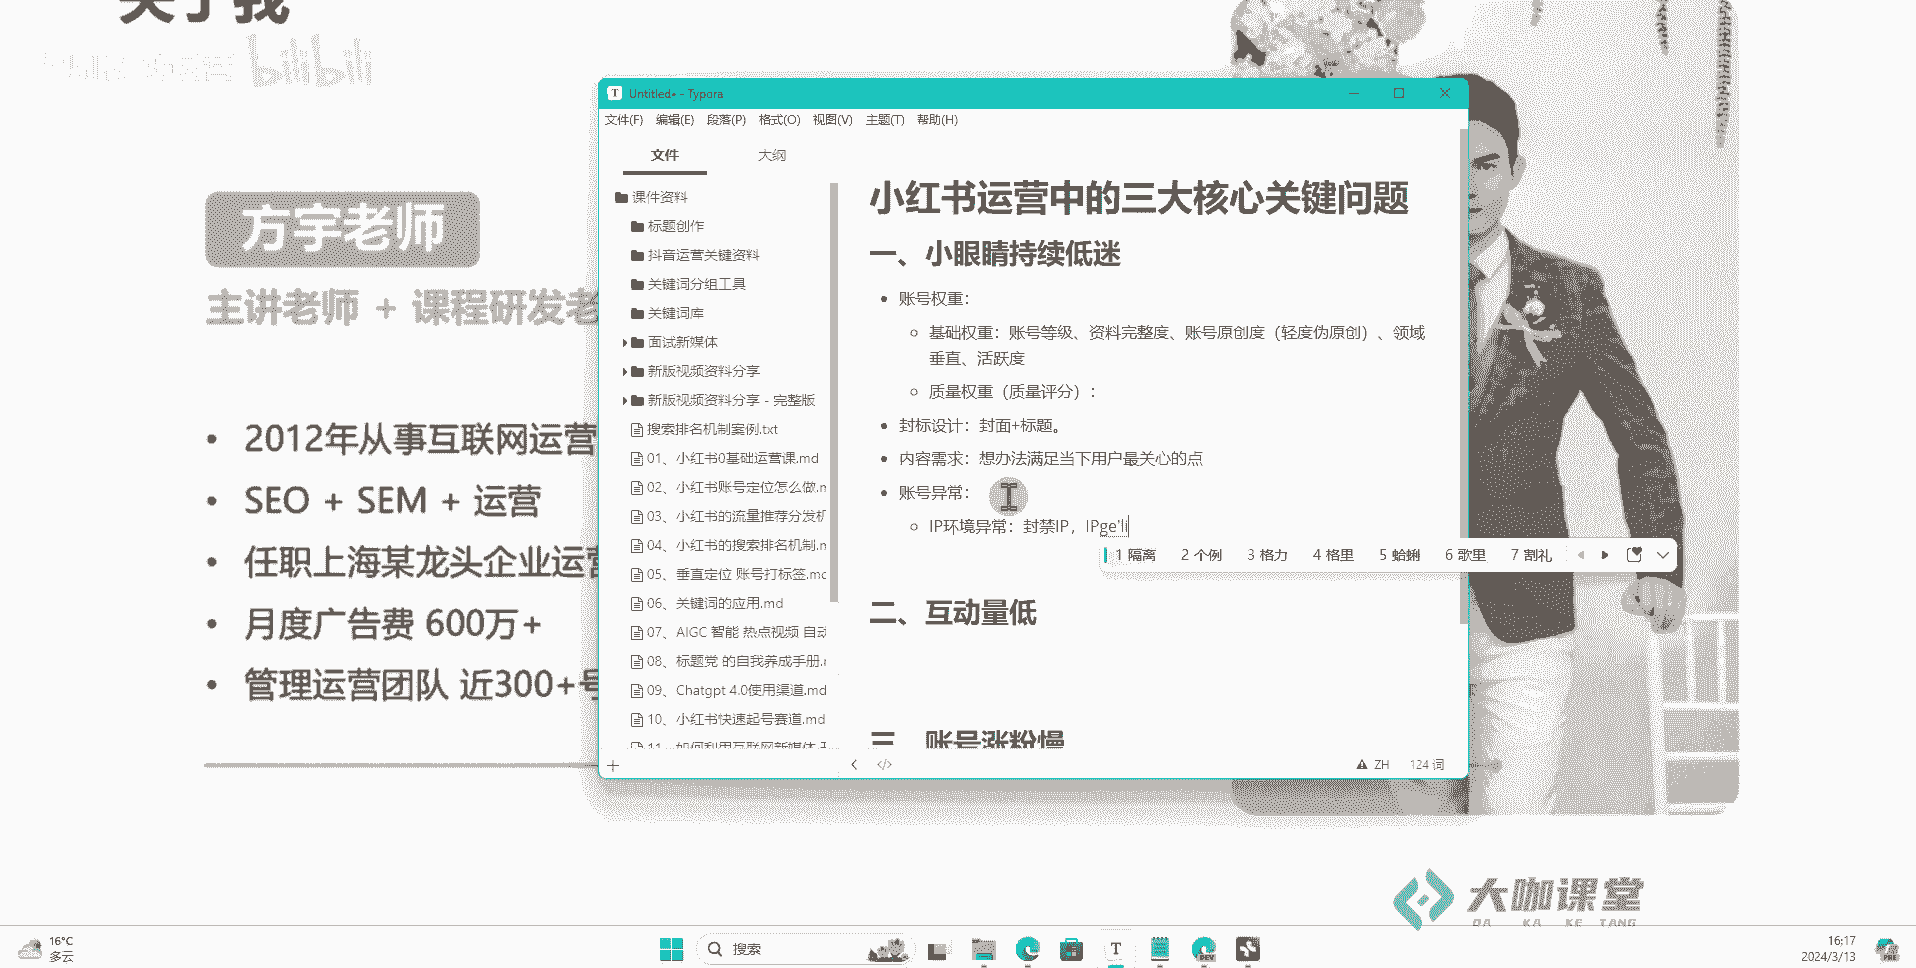 关于我
bilibili
方宇老师
主讲老师 + 课程研发老
2012年从事互联网运营
SEO + SEM + 运营
任职上海某龙头企业运营
月度广告费 600万+
管理运营团队 近300+号
Untitled• - Typora
文件(F) 编辑(E) 段落(P) 格式(O) 视图(V) 主题(T) 帮助(H)
文件 大纲
课件资料
标题创作
抖音运营关键资料
关键词分组工具
关键词库
面试新媒体
新版视频资料分享
新版视频资料分享 - 完整版
搜索排名机制案例.txt
01、小红书0基础运营课.md
02、小红书账号定位怎么做.m
03、小红书的流量推荐分发机
04、小红书的搜索排名机制.m
05、垂直定位 账号打标签.mc
06、关键词的应用.md
07、AIGC 智能 热点视频 自动
08、标题党 的自我养成手册.m
09、Chatgpt 4.0使用渠道.md
10、小红书快速起号赛道.md
11、如何利用互联网新媒体
小红书运营中的三大核心关键问题
一、小眼睛持续低迷
账号权重：
基础权重：账号等级、资料完整度、账号原创度（轻度伪原创）、领域
垂直、活跃度
质量权重（质量评分）：
封标设计：封面+标题。
内容需求：想办法满足当下用户最关心的点
账号异常：
IP环境异常：封禁IP，IPge'li
1 隔离 2 个例 3 格力 4 格里 5 蛤蜊 6 歌里 7 割礼
二、互动量低
三、账号涨粉慢
ZH 124 词
大咖课堂
DA KA KE TANG
16°C
多云
搜索
DEV
16:17
2024/3/13
PRE